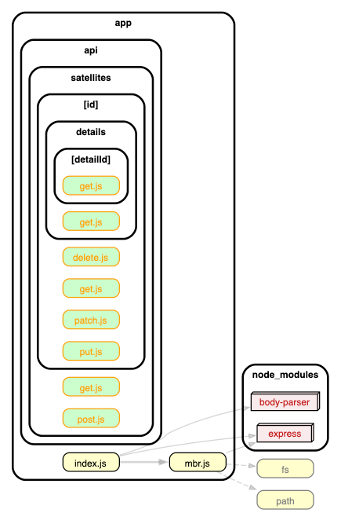 app
api
satellites
[id]
details
[detailId]
get.js
get.js
delete.js
get.js
patch.js
put.js
get.js
post.js
index.js
mbr.js
node_modules
body-parser
express
fs
path